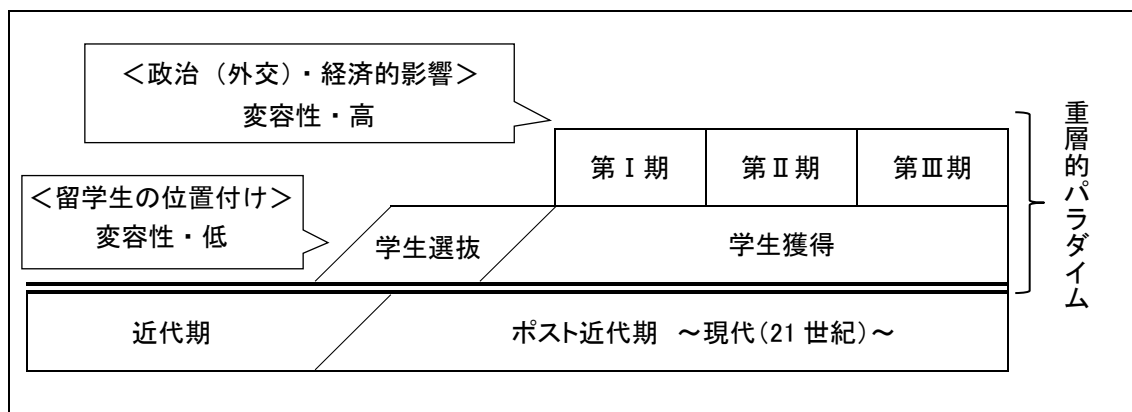 ＜政治（外交）・経済的影響＞
変容性・高
第Ⅰ期
第Ⅱ期
第Ⅲ期
＜留学生の位置付け＞
変容性・低
学生選抜
学生獲得
近代期
ポスト近代期　～現代（21世紀）～
重層的パラダイム